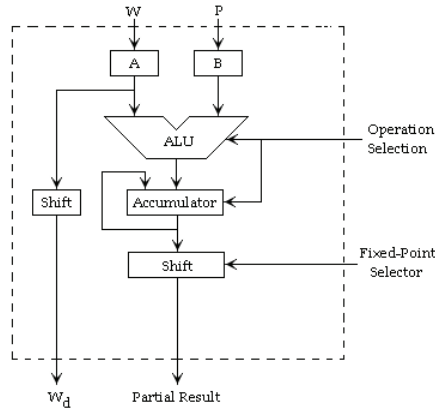 W P
A B
ALU
Operation
Selection
Shift Accumulator
Shift
Fixed-Point
Selector
Wd Partial Result